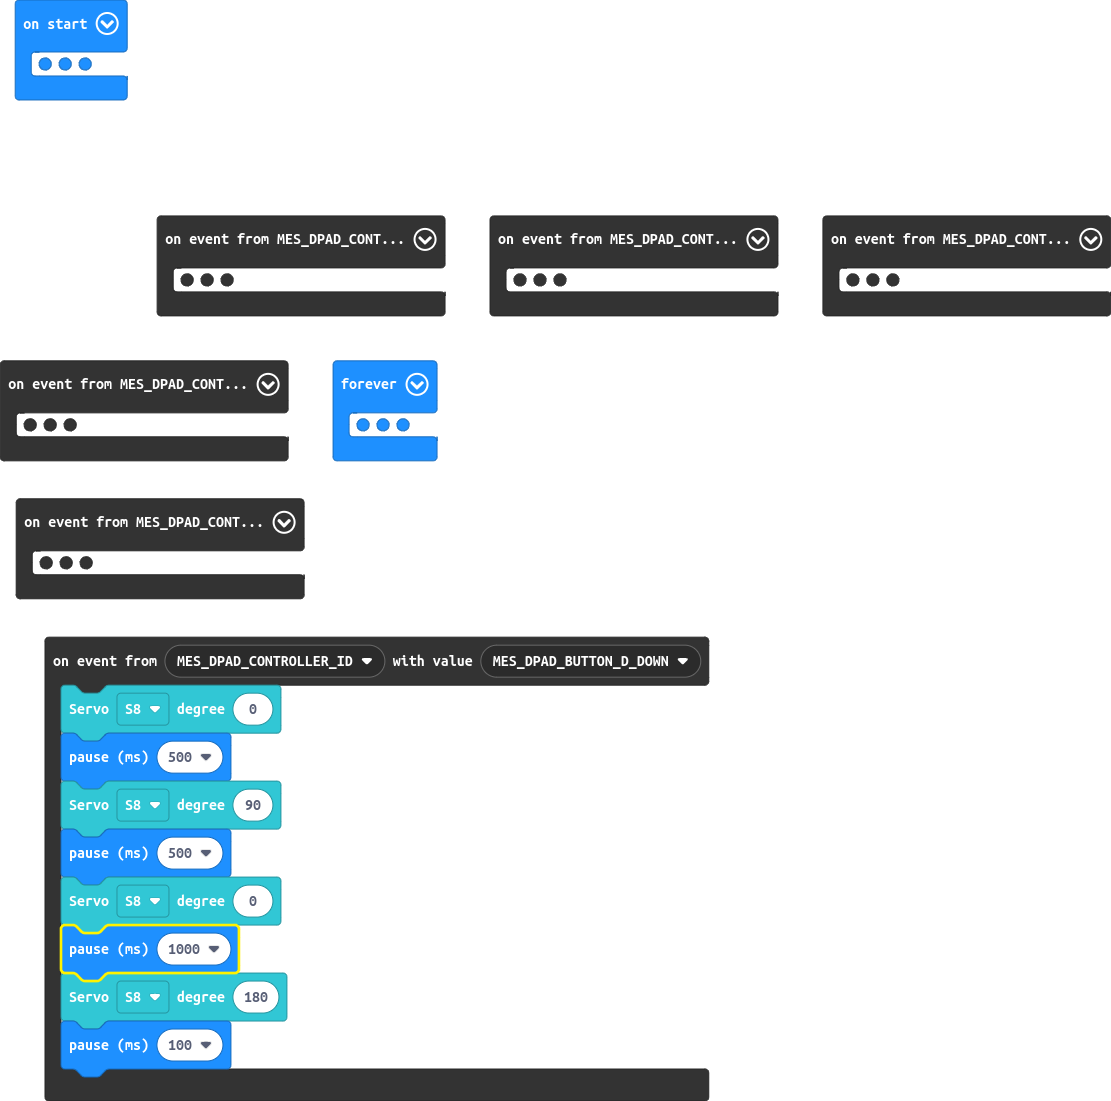 on start
on event from MES_DPAD_CONT...
on event from MES_DPAD_CONT...
on event from MES_DPAD_CONT...
on event from MES_DPAD_CONT...
forever
on event from MES_DPAD_CONT...
on event from MES_DPAD_CONTROLLER_ID with value MES_DPAD_BUTTON_D_DOWN
Servo S8 degree 0
pause (ms) 500
Servo S8 degree 90
pause (ms) 500
Servo S8 degree 0
pause (ms) 1000
Servo S8 degree 180
pause (ms) 100